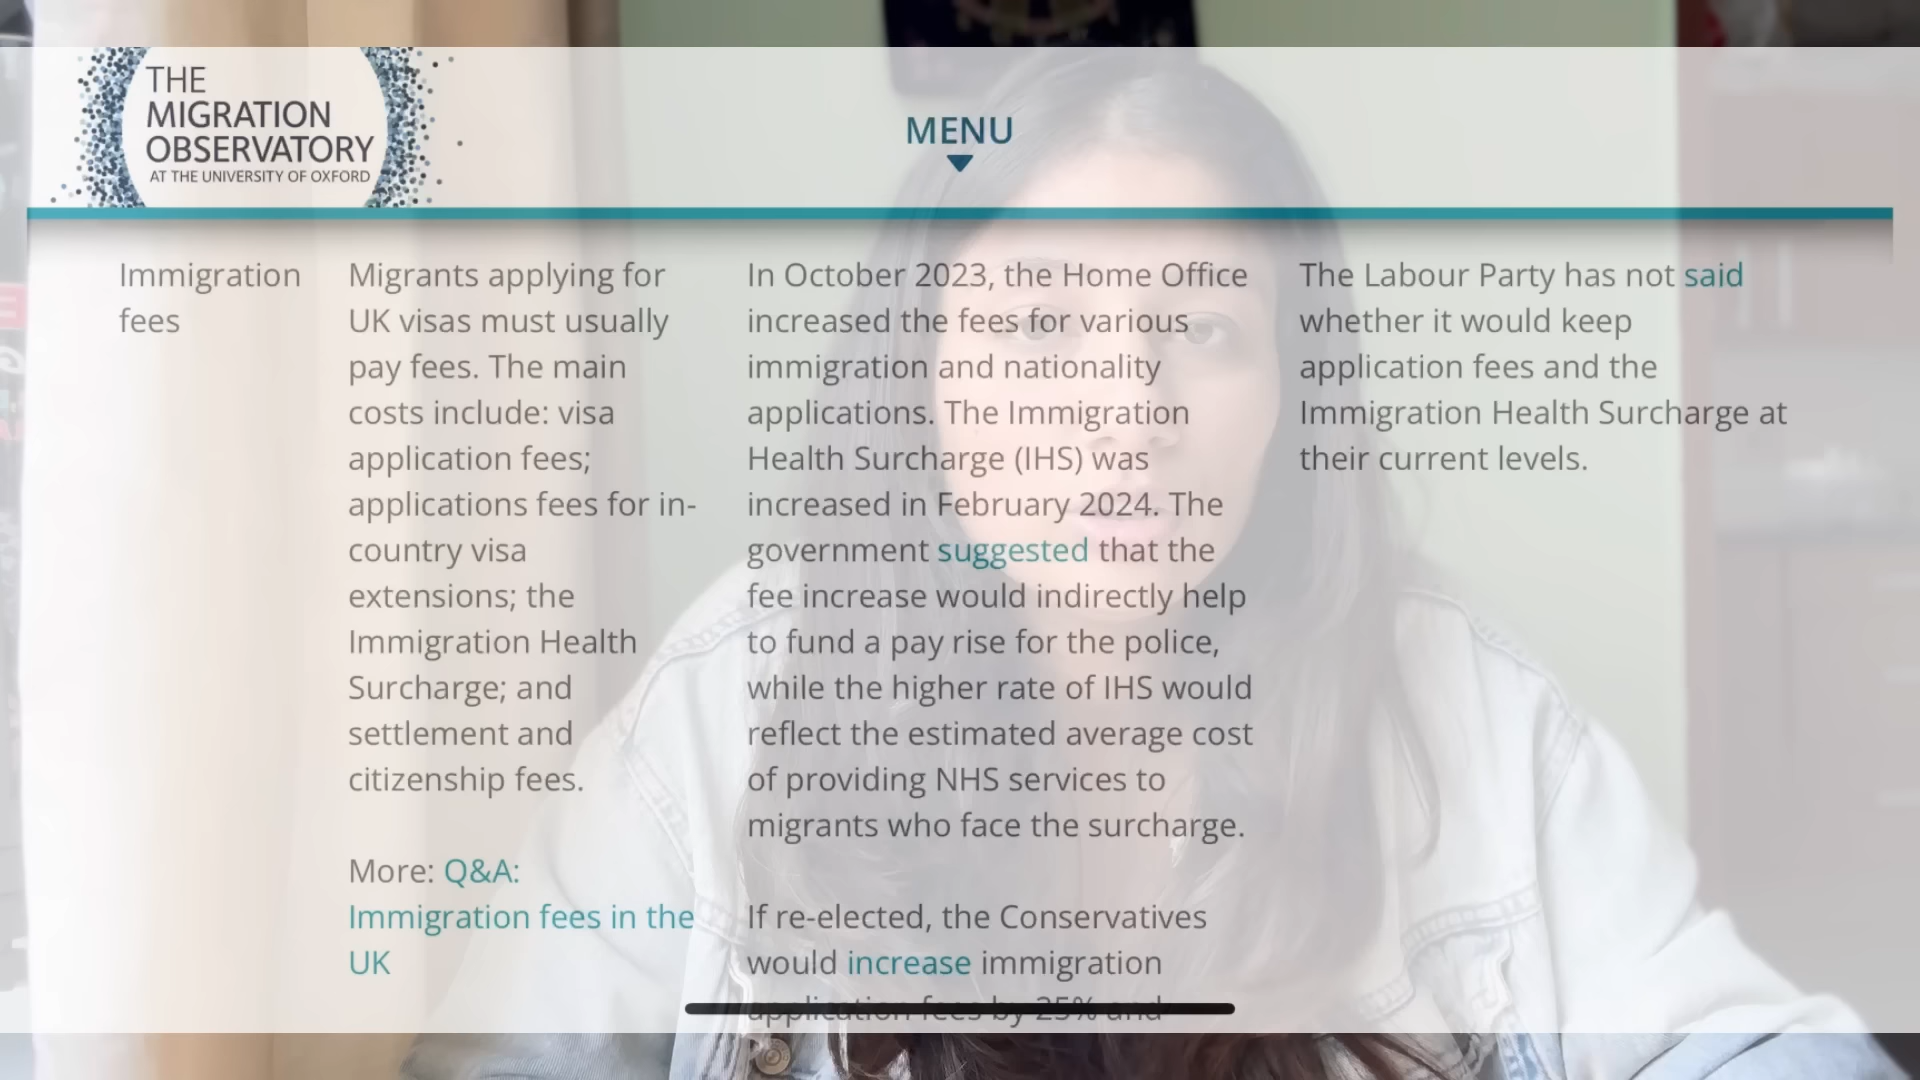 THE
MIGRATION
OBSERVATORY
AT THE UNIVERSITY OF OXFORD
MENU
Immigration
fees
Migrants applying for
UK visas must usually
pay fees. The main
costs include: visa
application fees;
applications fees for in-
country visa
extensions; the
Immigration Health
Surcharge; and
settlement and
citizenship fees.
More: Q&A:
Immigration fees in the
UK
In October 2023, the Home Office
increased the fees for various
immigration and nationality
applications. The Immigration
Health Surcharge (IHS) was
increased in February 2024. The
government suggested that the
fee increase would indirectly help
to fund a pay rise for the police,
while the higher rate of IHS would
reflect the estimated average cost
of providing NHS services to
migrants who face the surcharge.
If re-elected, the Conservatives
would increase immigration
application fees by 25% and
The Labour Party has not said
whether it would keep
application fees and the
Immigration Health Surcharge at
their current levels.